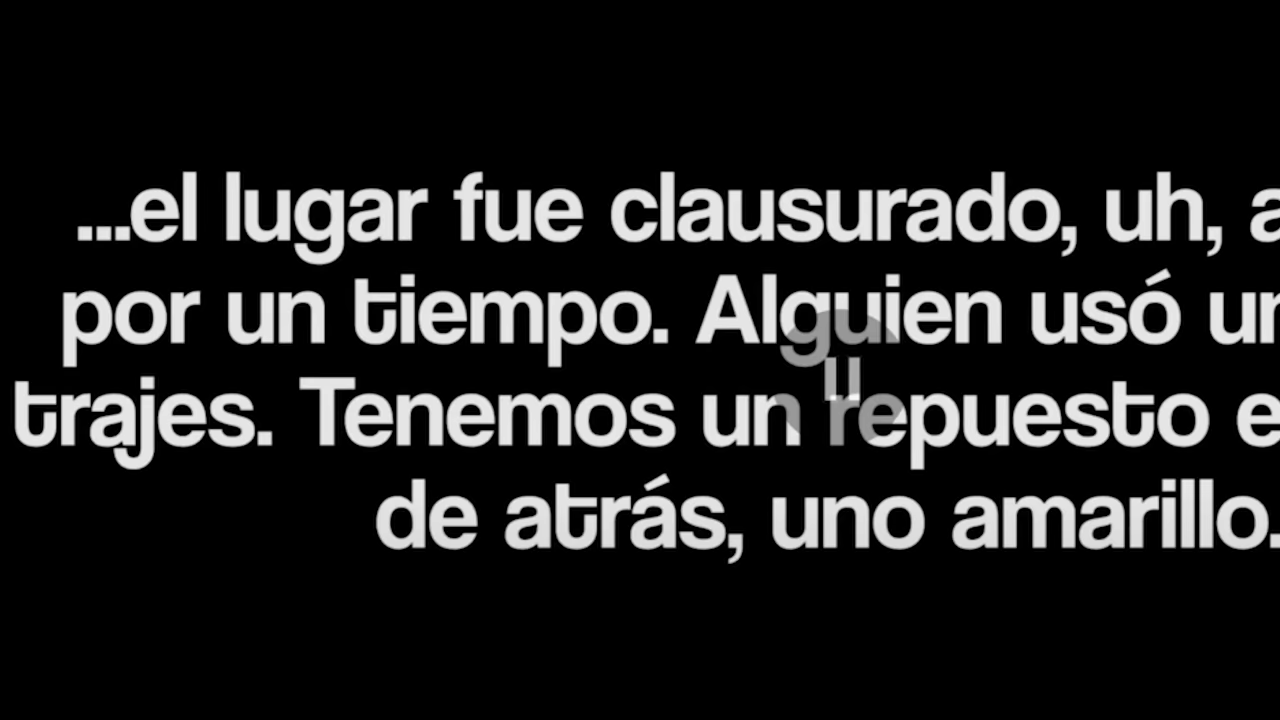 ...el lugar fue clausurado, uh,
por un tiempo. Alguien usó
trajes. Tenemos un repuesto
de atrás, uno amarillo.